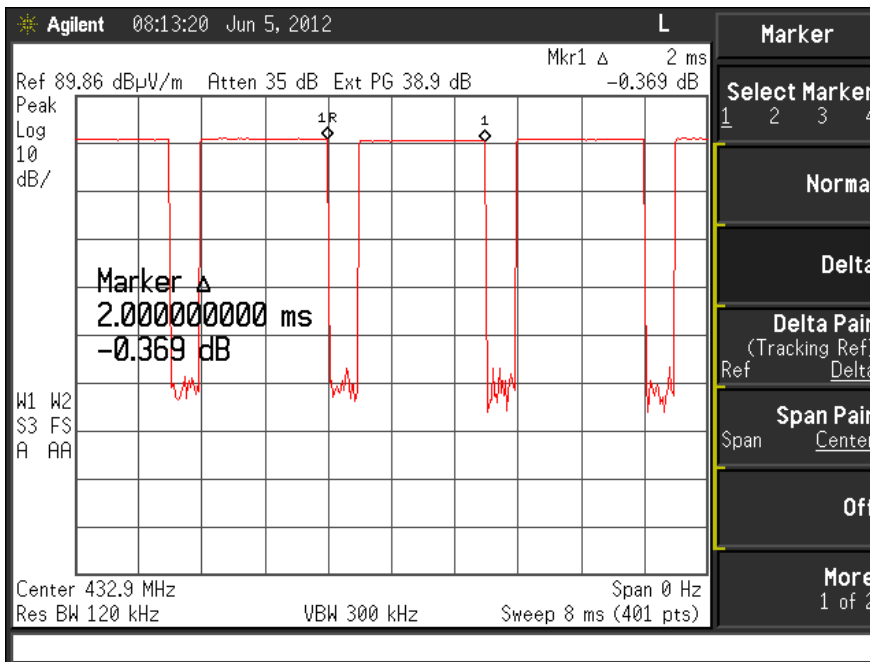 Agilent 08:13:20 Jun 5, 2012 L
Mkr1 Δ 2 ms
Ref 89.86 dBµV/m Atten 35 dB Ext PG 38.9 dB -0.369 dB
Peak
Log
10
dB/
1R
1
Marker Δ
2.000000000 ms
-0.369 dB
W1 W2
S3 FS
A AA
Center 432.9 MHz Span 0 Hz
Res BW 120 kHz VBW 300 kHz Sweep 8 ms (401 pts)
Marker
Select Marker
1 2 3 4
Norma
Delta
Delta Pair
(Tracking Ref)
Ref Delta
Span Pair
Span Center
Off
More
1 of 2